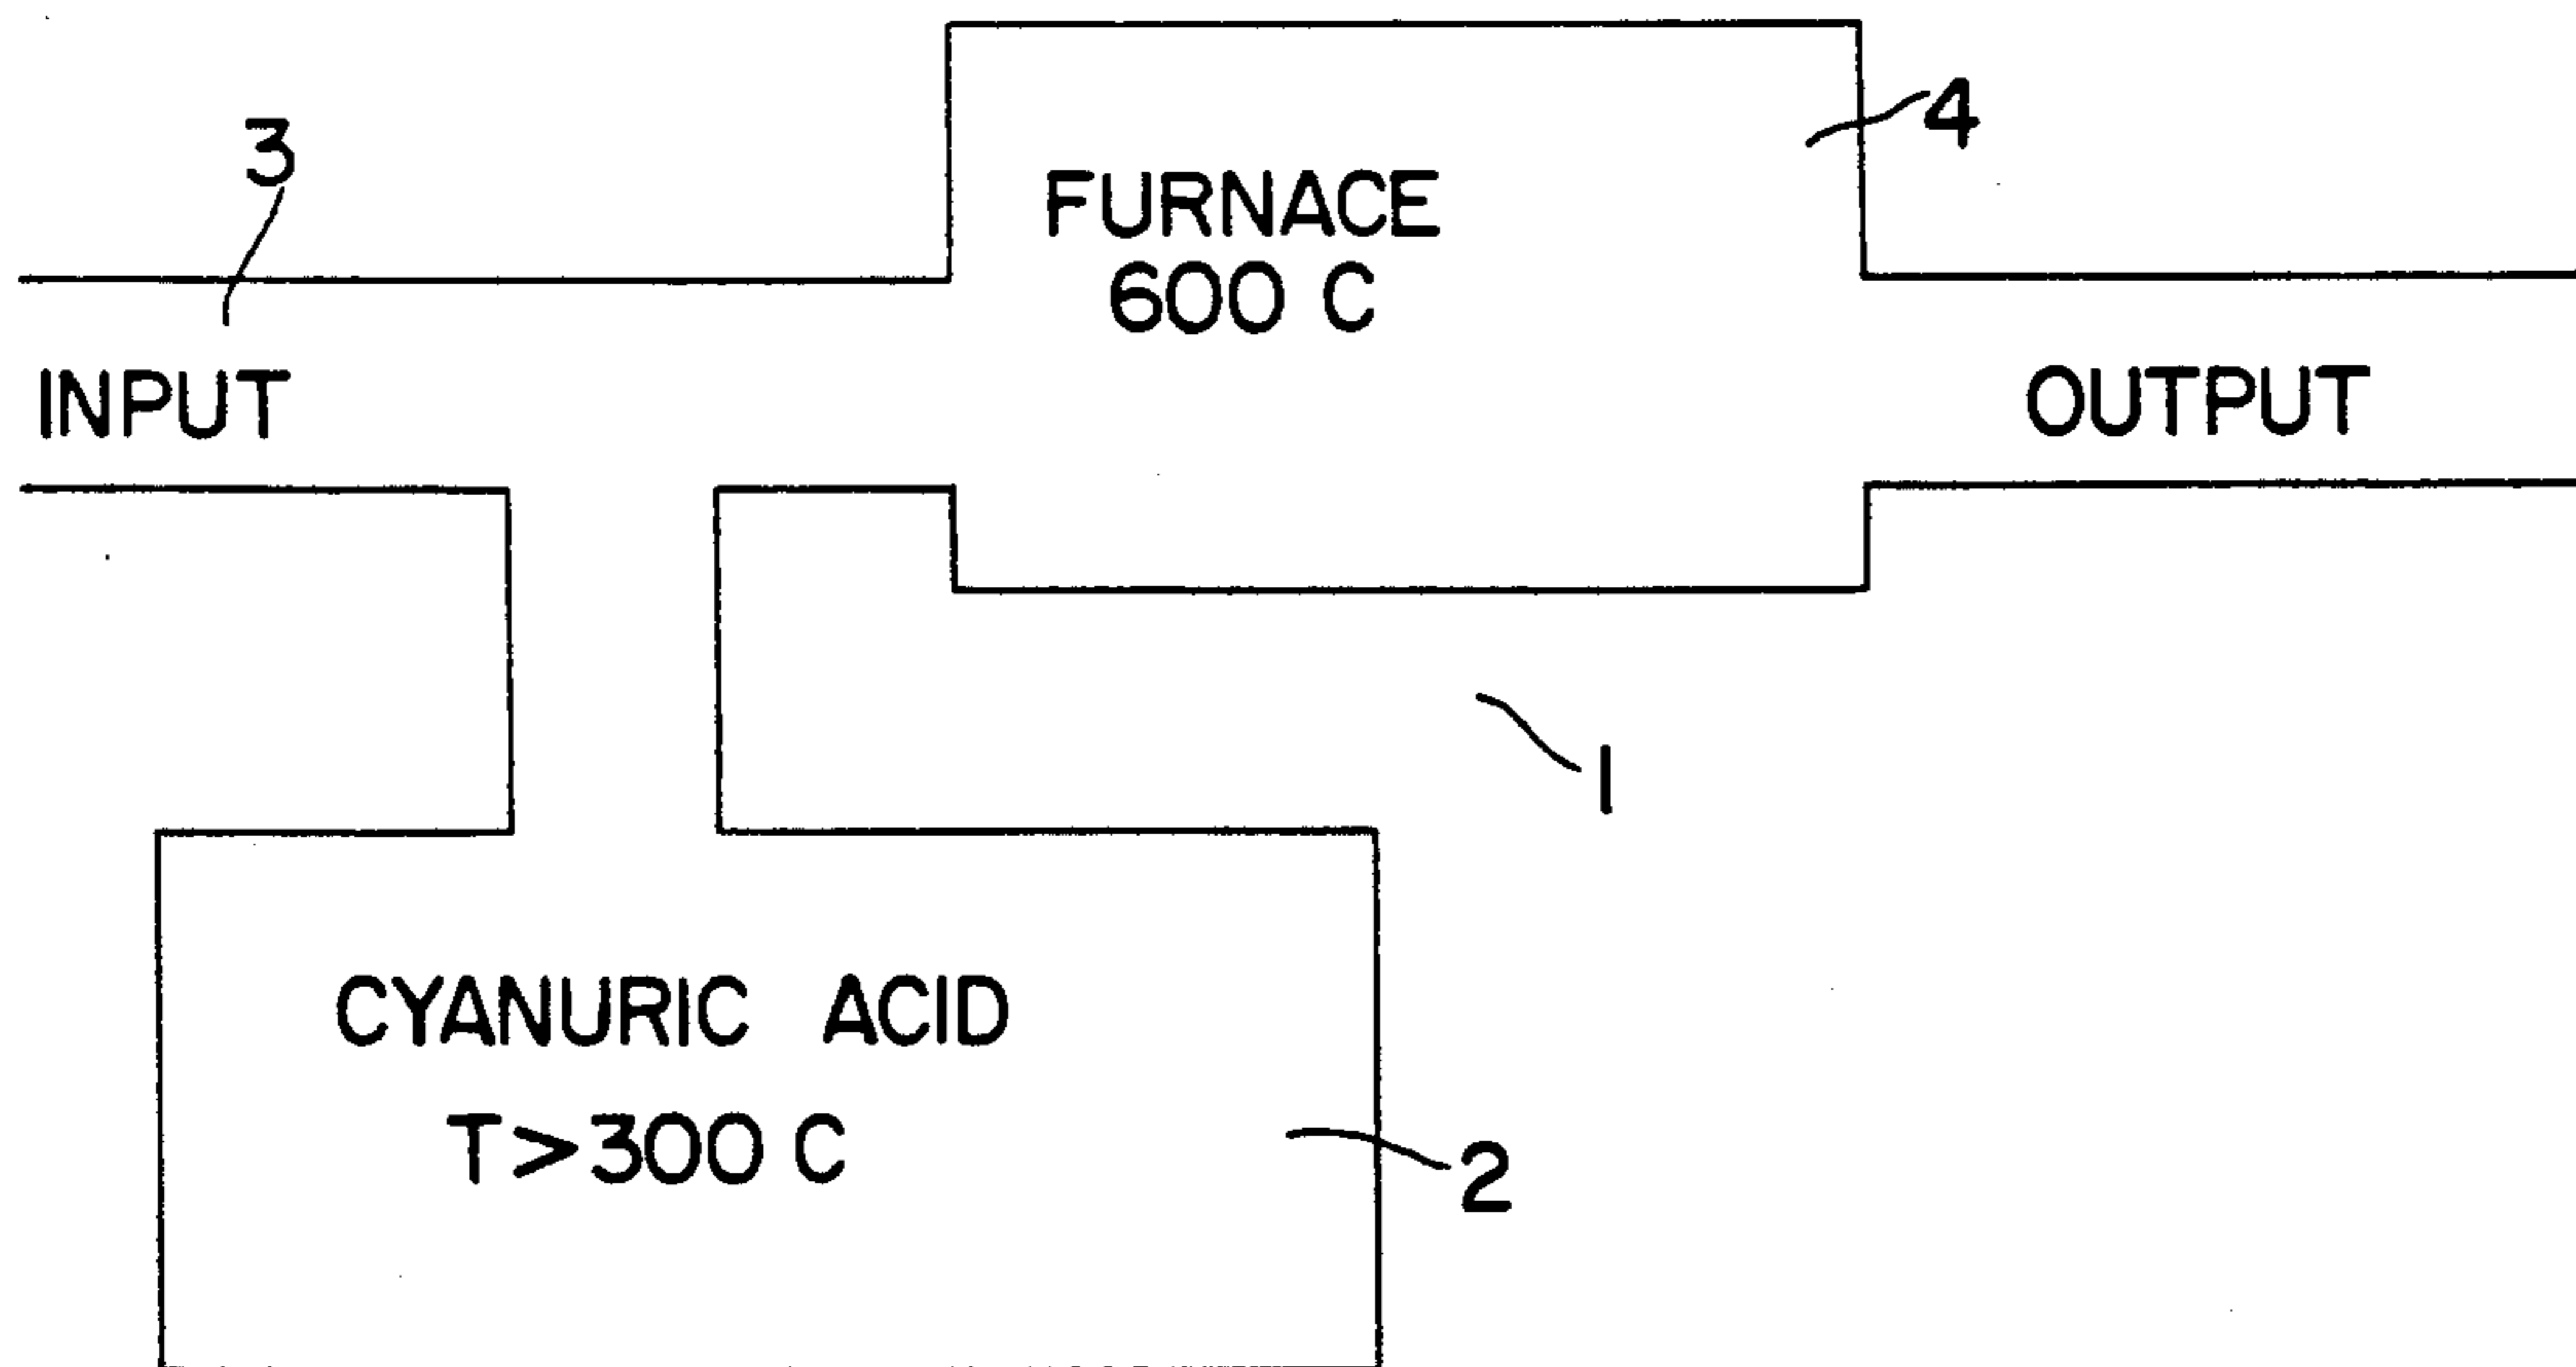 3
4
FURNACE
600 C
INPUT
OUTPUT
1
CYANURIC ACID
T>300 C
2